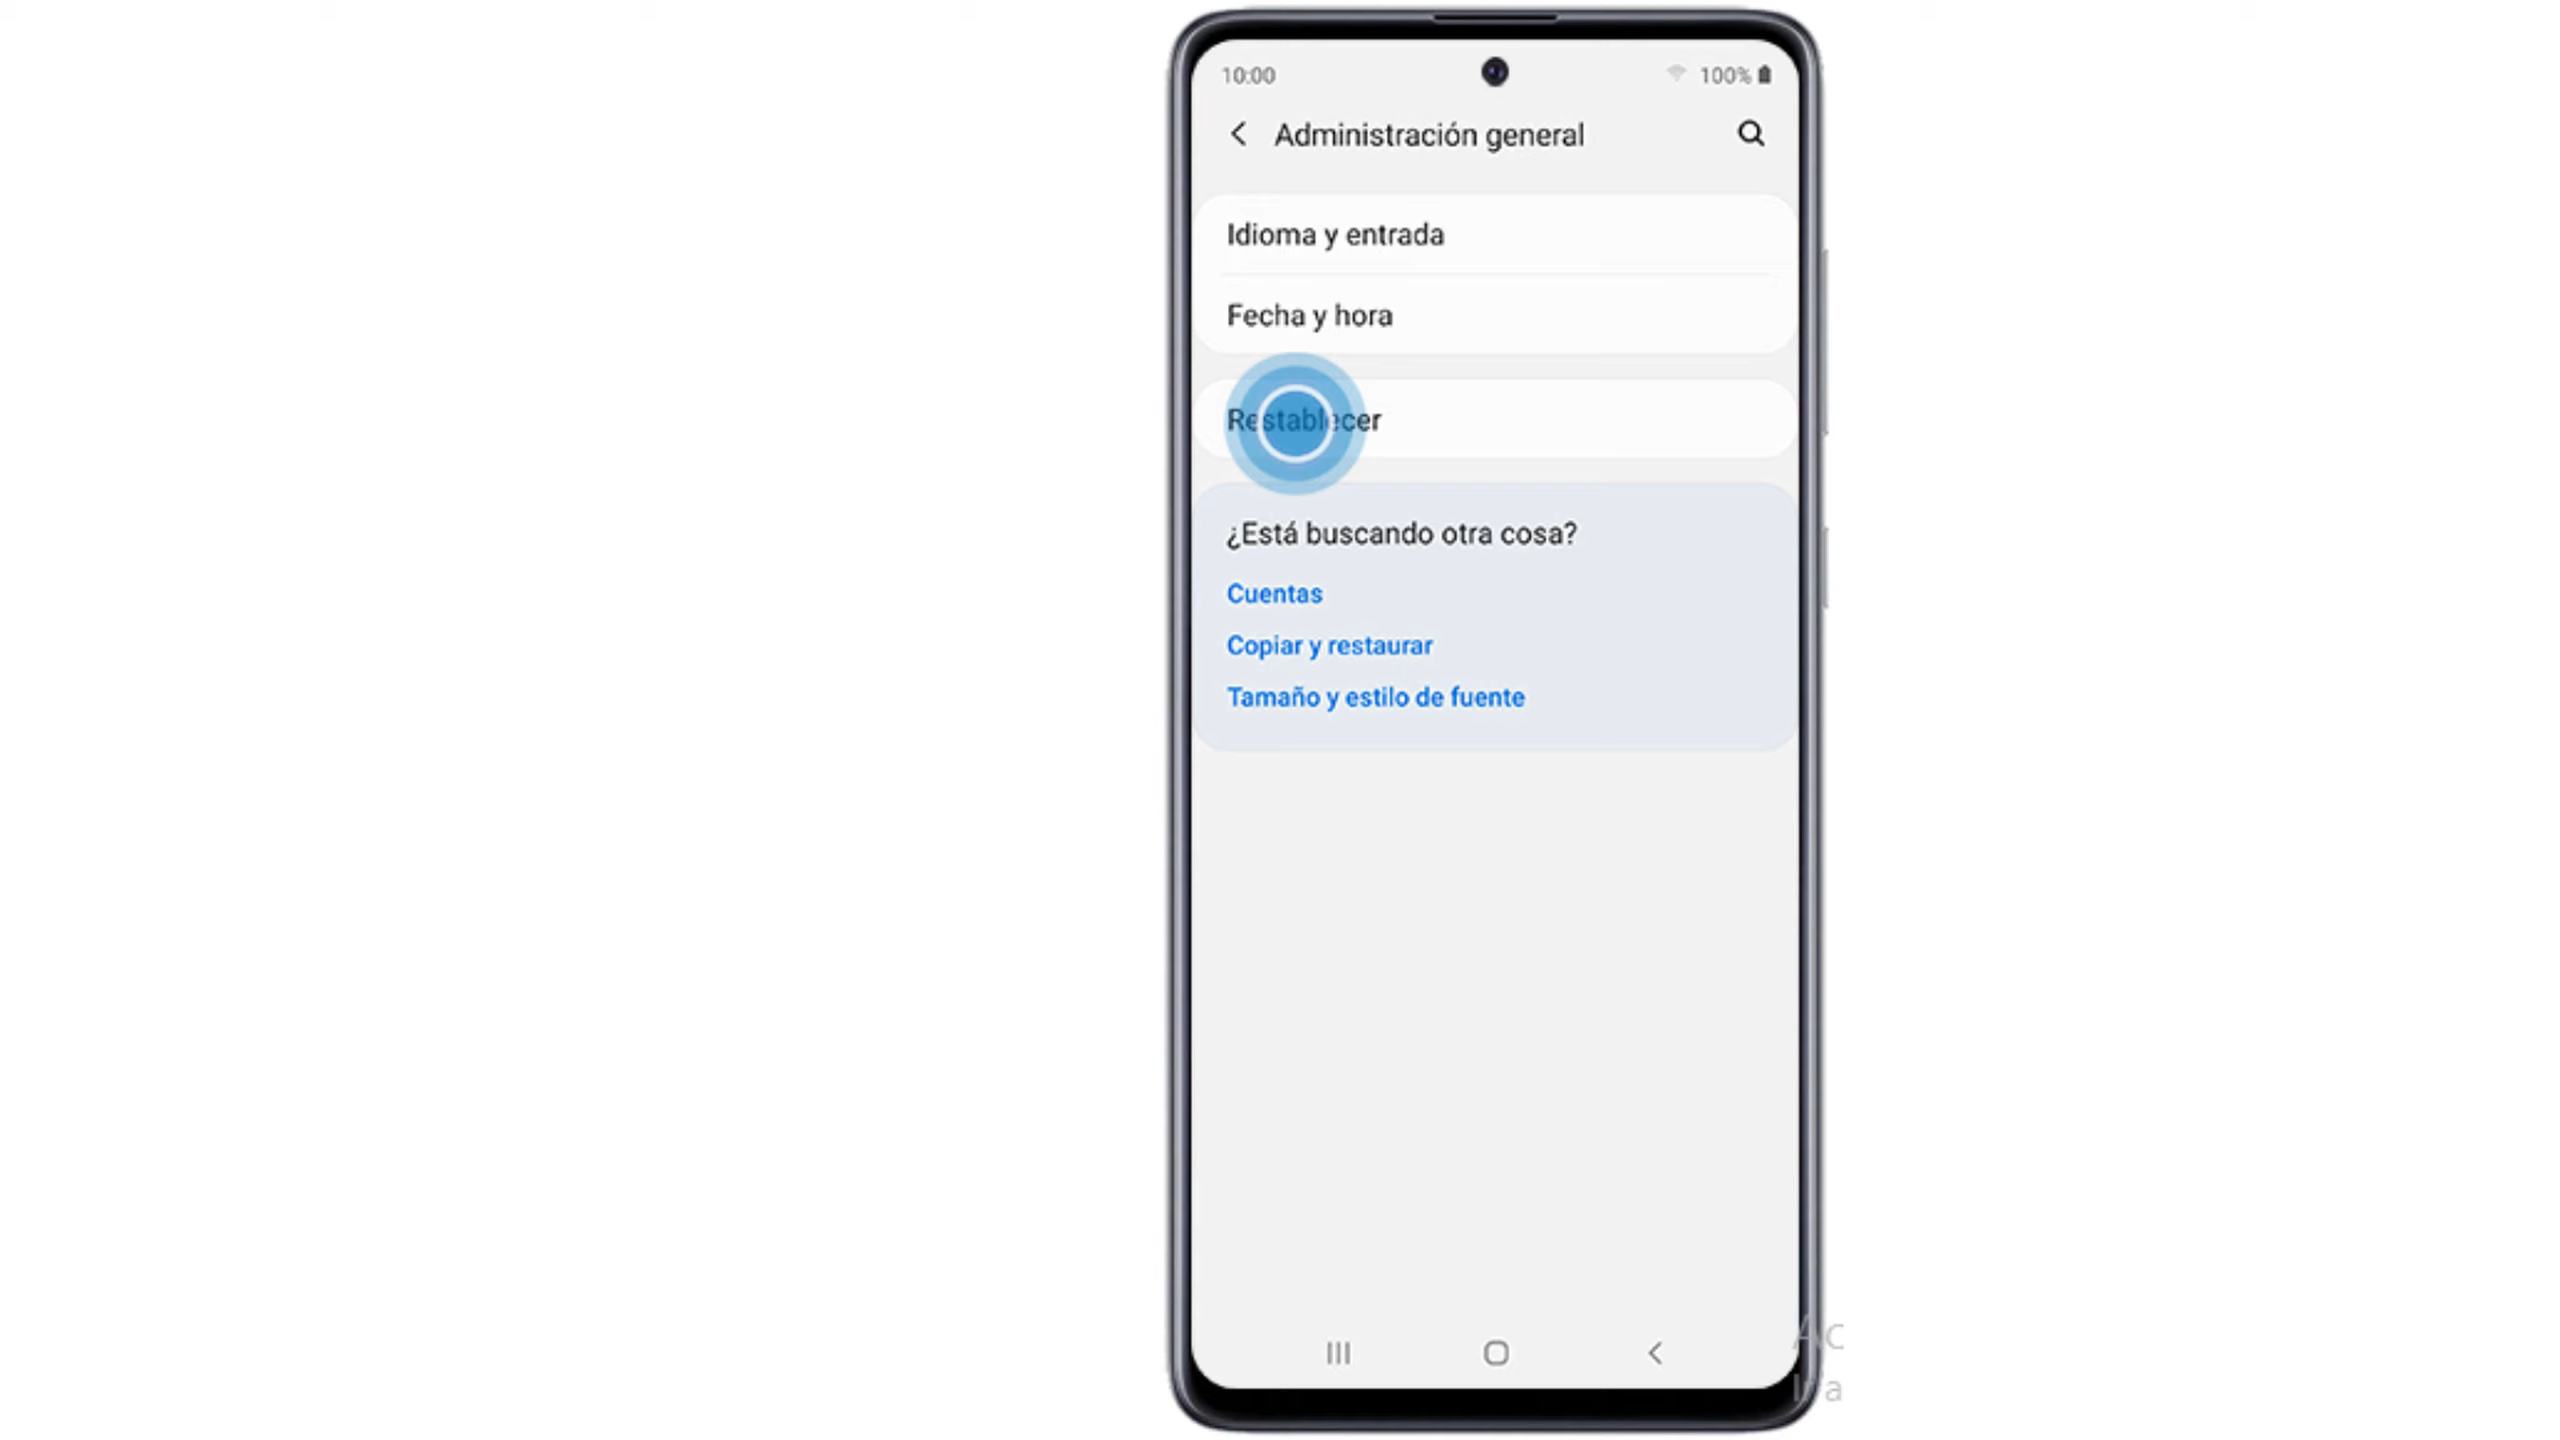 10:00
100%
Administración general
Idioma y entrada
Fecha y hora
Restablecer
¿Está buscando otra cosa?
Cuentas
Copiar y restaurar
Tamaño y estilo de fuente